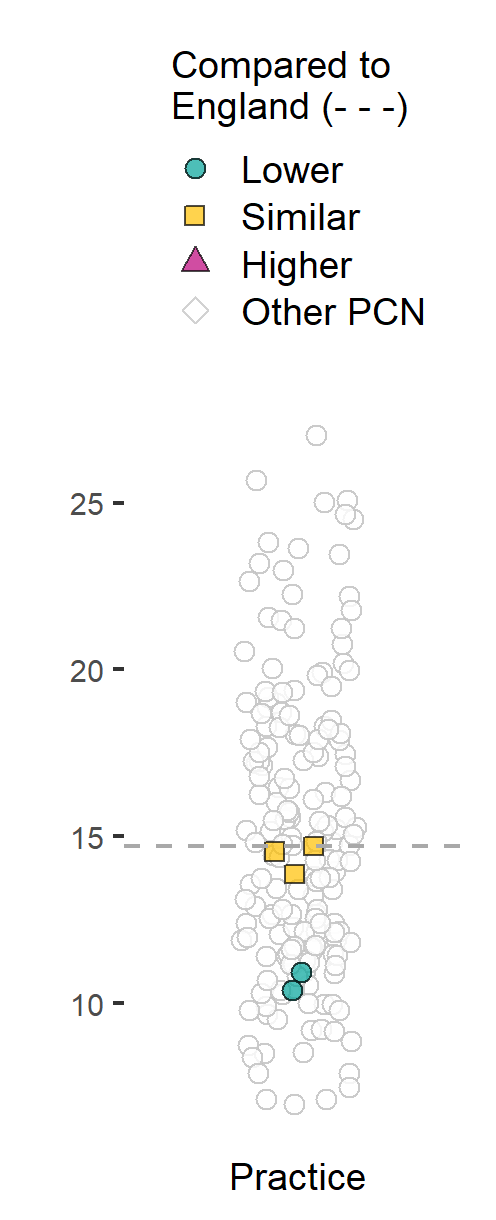 Compared to
England (- - -)
Lower
Similar
Higher
Other PCN
25
20
15
10
Practice